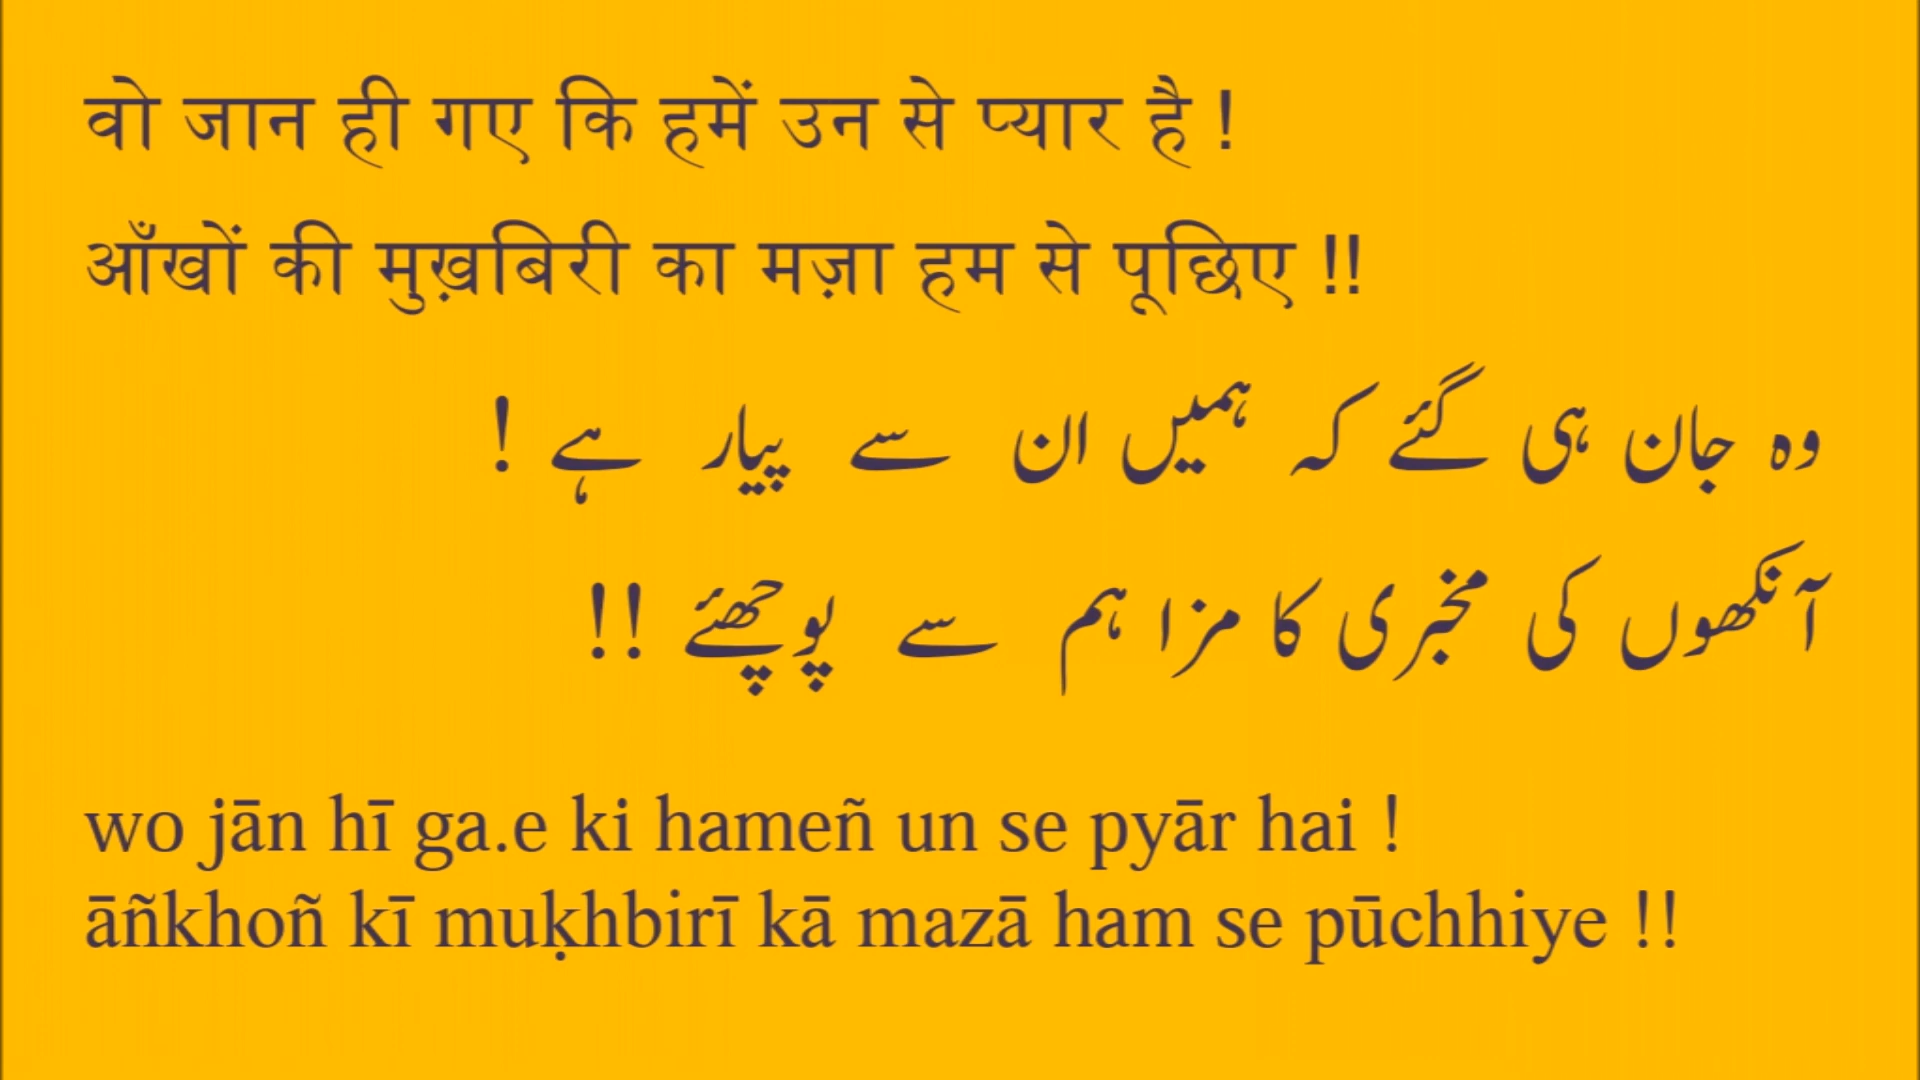 वो जान ही गए कि हमें उन से प्यार है !
आँखों की मुख़बिरी का मज़ा हम से पूछिए !!
وہ جان ہی گئے کہ ہمیں ان سے پیار ہے !
آنکھوں کی مخبری کا مزا ہم سے پوچھئے !!
wo jān hī ga.e ki hameñ un se pyār hai !
āñkhoñ kī muḳhbirī kā mazā ham se pūchhiye !!